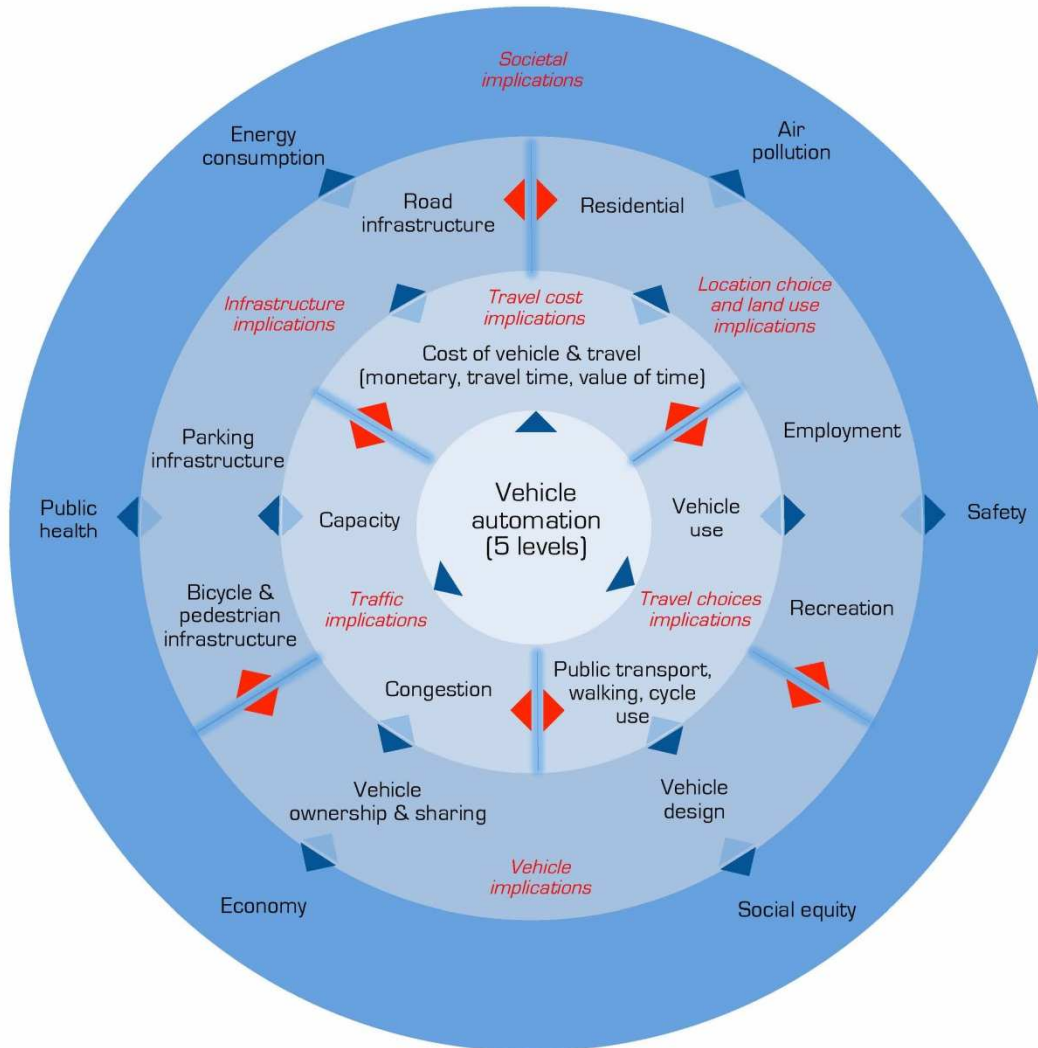 Societal
implications
Energy
consumption
Air
pollution
Road
infrastructure
Residential
Infrastructure
implications
Travel cost
implications
Location choice
and land use
implications
Cost of vehicle & travel
(monetary, travel time, value of time)
Parking
infrastructure
Employment
Public
health
Capacity
Vehicle
automation
(5 levels)
Vehicle
use
Safety
Bicycle &
pedestrian
infrastructure
Traffic
implications
Travel choices
implications
Recreation
Congestion
Public transport,
walking, cycle
use
Vehicle
ownership & sharing
Vehicle
design
Vehicle
implications
Economy
Social equity